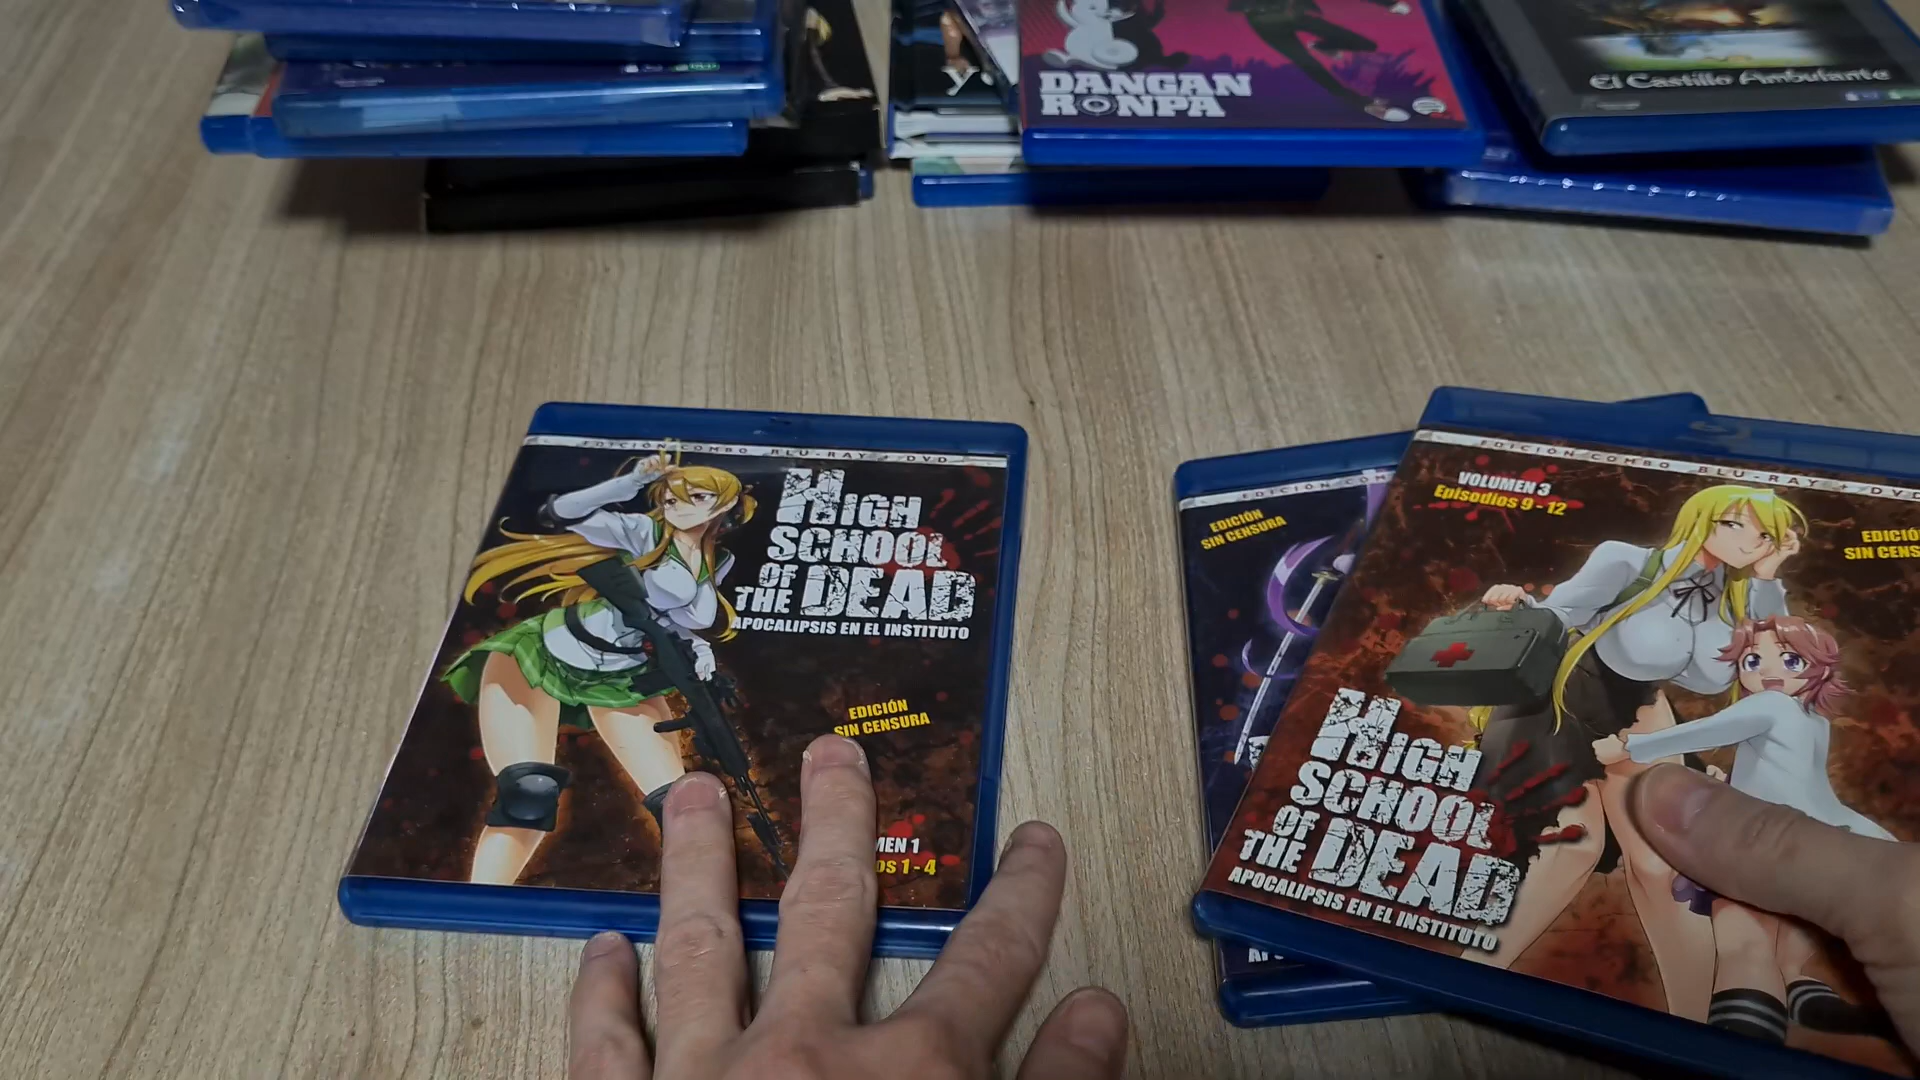 DANGAN
RONPA
El Castillo Ambulante
EDICIÓN COMBO BLU-RAY + DVD
HIGH
SCHOOL
OF
THE DEAD
APOCALIPSIS EN EL INSTITUTO
EDICIÓN
SIN CENSURA
MEN 1
OS 1 - 4
EDICIÓN COM
EDICIÓN
SIN CENSURA
EDICIÓN COMBO BLU-RAY + DVD
VOLUMEN 3
Episodios 9 - 12
EDICIÓ
SIN CENS
HIGH
SCHOOL
OF
THE DEAD
APOCALIPSIS EN EL INSTITUTO